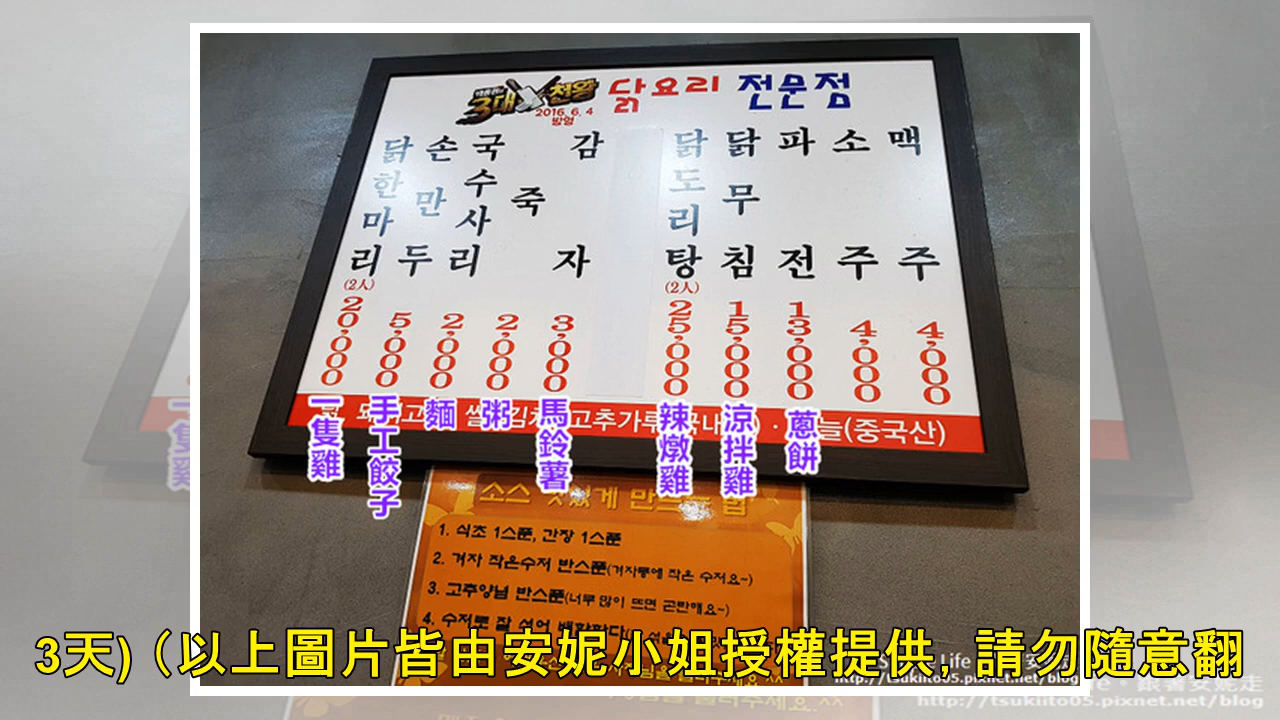 3대천왕
2016. 6. 4
방영
닭요리 전문점
닭한마리
(2人)
20,000
손만두
5,000
국수사리
2,000
죽
2,000
감자
3,000
닭도리탕
(2人)
25,000
닭무침
15,000
파전
13,000
소주
4,000
맥주
4,000
고추가루
늘(중국산)
一隻雞
手工餃子
麵
粥
馬鈴薯
辣燉雞
涼拌雞
蔥餅
소스 맛있게 만드는 법
1. 식초 1스푼, 간장 1스푼
2. 겨자 작은수저 반스푼(겨자통에 작은 수저요~)
3. 고추양념 반스푼(너무 많이 뜨면 곤란해요~)
4. 수저로 잘 섞어
3天) (以上圖片皆由安妮小姐授權提供, 請勿隨意翻
http://tsukiito05.pixnet.net/blog